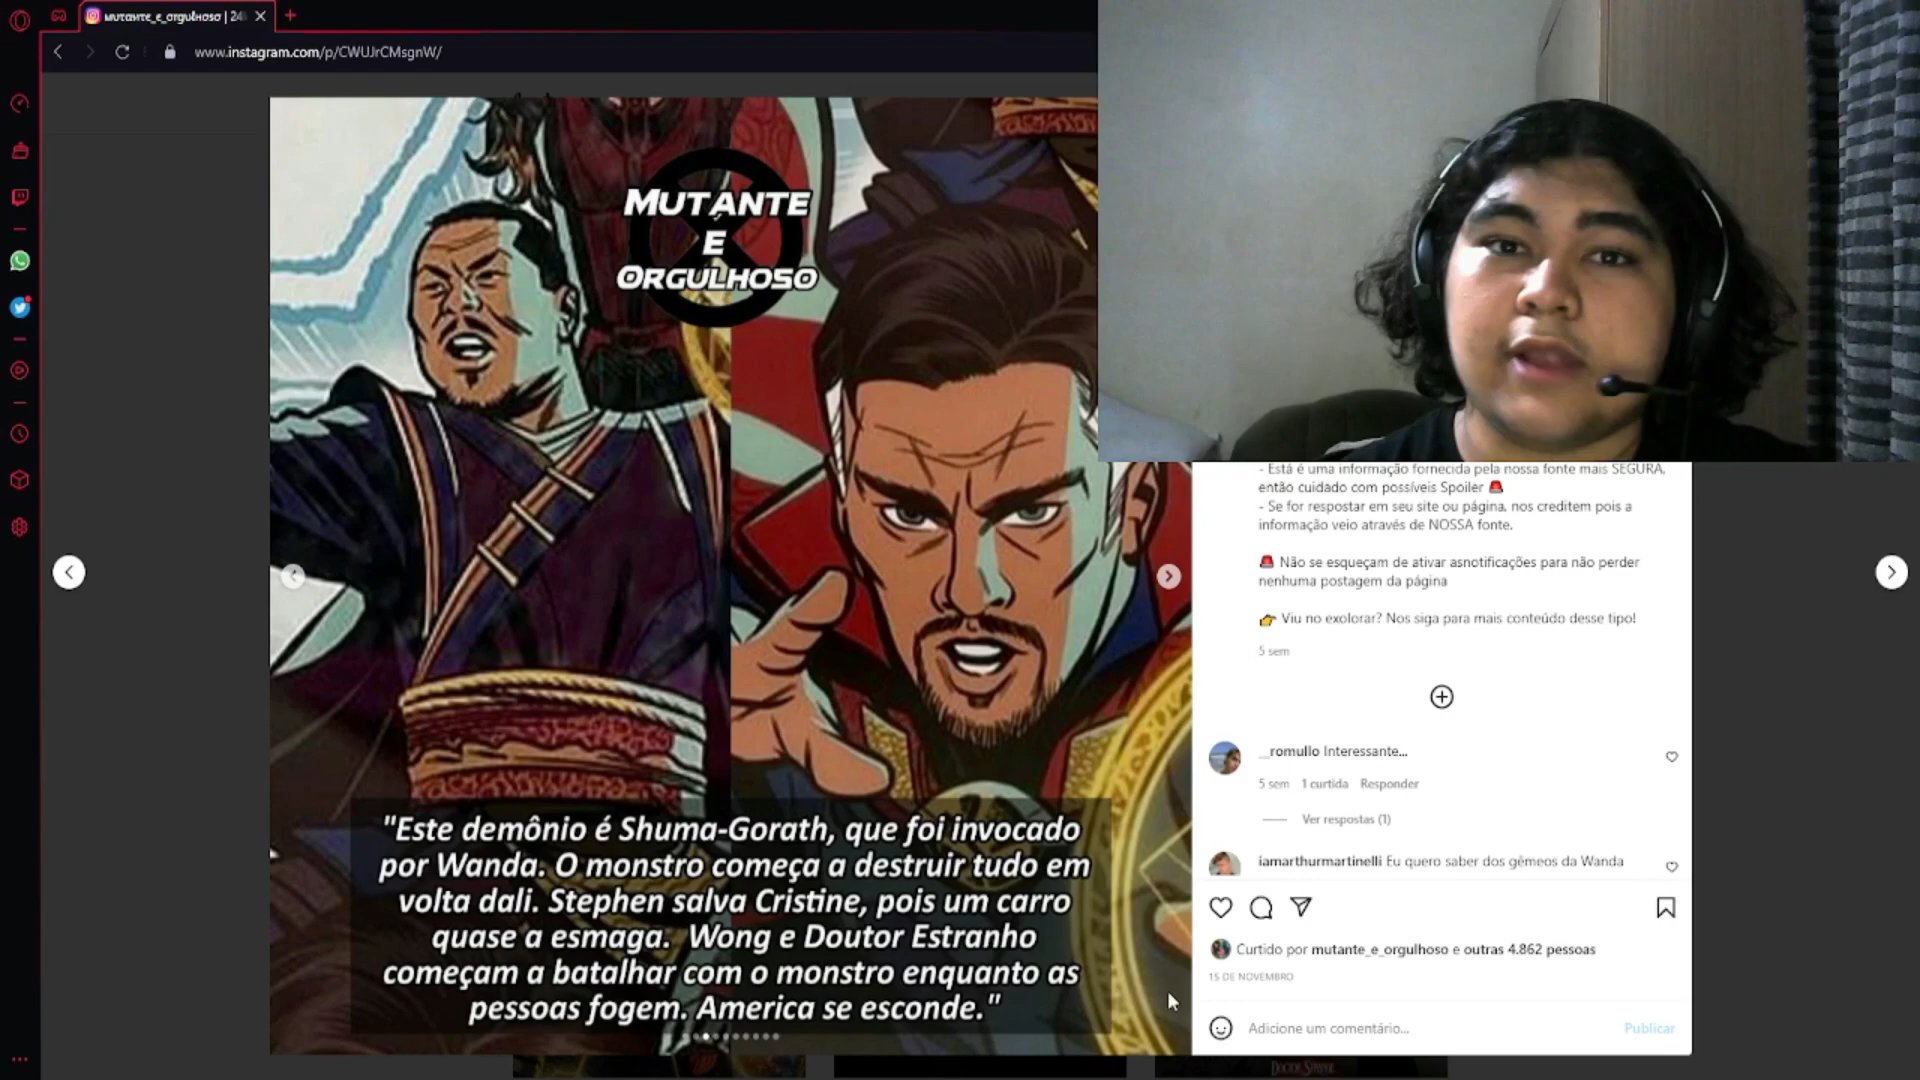 мutante_e_orgulhoso | 24
www.instagram.com/p/CWUJrCMsgnW/
MUTANTE
É
ORGULHOSO
"Este demônio é Shuma-Gorath, que foi invocado
por Wanda. O monstro começa a destruir tudo em
volta dali. Stephen salva Cristine, pois um carro
quase a esmaga. Wong e Doutor Estranho
começam a batalhar com o monstro enquanto as
pessoas fogem. America se esconde."
- Está é uma informação fornecida pela nossa fonte mais SEGURA,
então cuidado com possíveis Spoiler 🚨
- Se for respostar em seu site ou página, nos creditem pois a
informação veio através de NOSSA fonte.
🚨 Não se esqueçam de ativar asnotificações para não perder
nenhuma postagem da página
👉 Viu no exolorar? Nos siga para mais conteúdo desse tipo!
5 sem
__romullo Interessante...
5 sem 1 curtida Responder
Ver respostas (1)
iamarthurmartinelli Eu quero saber dos gêmeos da Wanda
Curtido por mutante_e_orgulhoso e outras 4.862 pessoas
15 DE NOVEMBRO
Adicione um comentário... Publicar
DOCTOR STRANGE